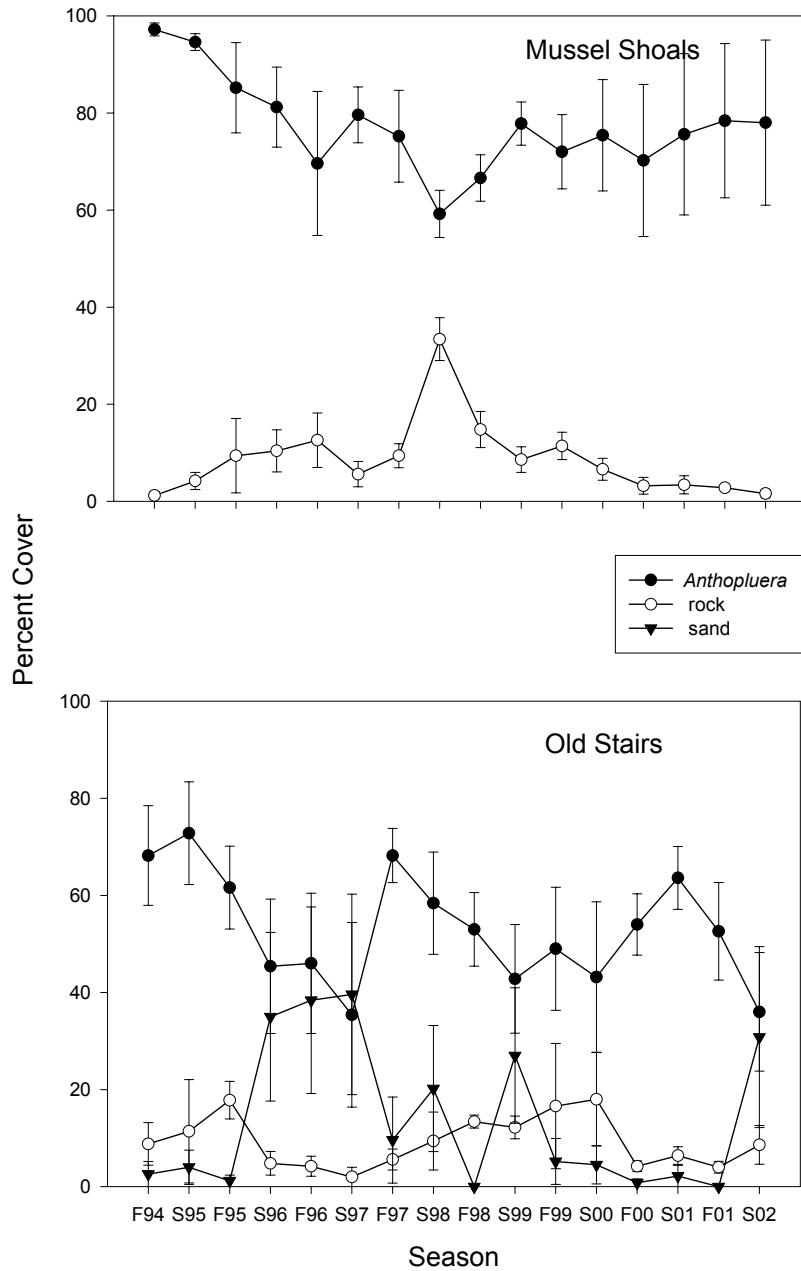 100
80
60
40
20
0
Mussel Shoals
Percent Cover
Anthopluera
rock
sand
100
80
60
40
20
0
Old Stairs
F94 S95 F95 S96 F96 S97 F97 S98 F98 S99 F99 S00 F00 S01 F01 S02
Season